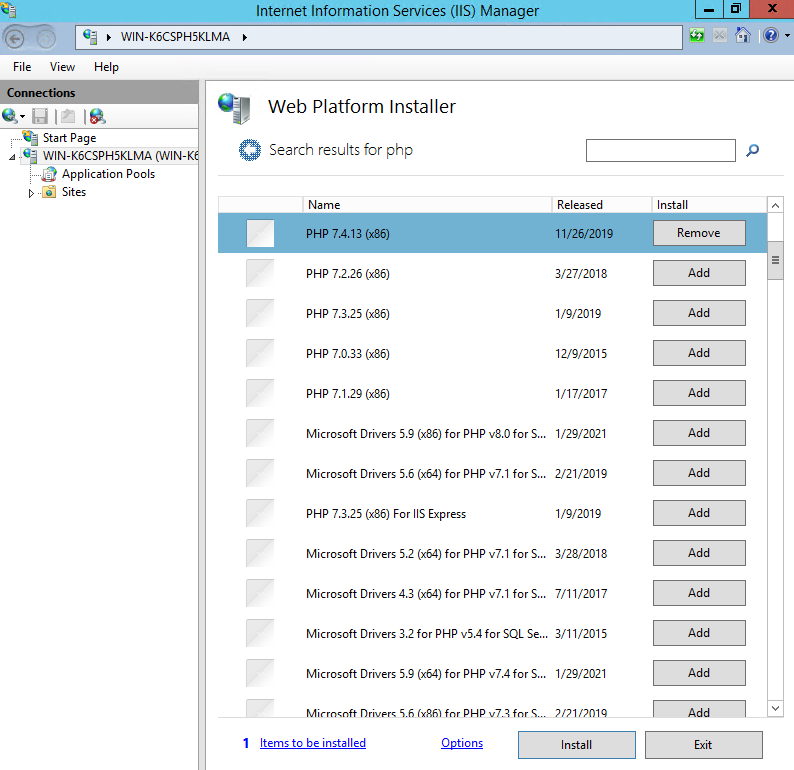 Internet Information Services (IIS) Manager
WIN-K6CSPH5KLMA
File View Help
Connections
Start Page
WIN-K6CSPH5KLMA (WIN-K6
Application Pools
Sites
Web Platform Installer
Search results for php
Name Released Install
PHP 7.4.13 (x86) 11/26/2019 Remove
PHP 7.2.26 (x86) 3/27/2018 Add
PHP 7.3.25 (x86) 1/9/2019 Add
PHP 7.0.33 (x86) 12/9/2015 Add
PHP 7.1.29 (x86) 1/17/2017 Add
Microsoft Drivers 5.9 (x86) for PHP v8.0 for S... 1/29/2021 Add
Microsoft Drivers 5.6 (x64) for PHP v7.1 for S... 2/21/2019 Add
PHP 7.3.25 (x86) For IIS Express 1/9/2019 Add
Microsoft Drivers 5.2 (x64) for PHP v7.1 for S... 3/28/2018 Add
Microsoft Drivers 4.3 (x64) for PHP v7.1 for S... 7/11/2017 Add
Microsoft Drivers 3.2 for PHP v5.4 for SQL Se... 3/11/2015 Add
Microsoft Drivers 5.9 (x64) for PHP v7.4 for S... 1/29/2021 Add
Microsoft Drivers 5.6 (x86) for PHP v7.3 for S... 2/21/2019 Add
1 Items to be installed Options Install Exit